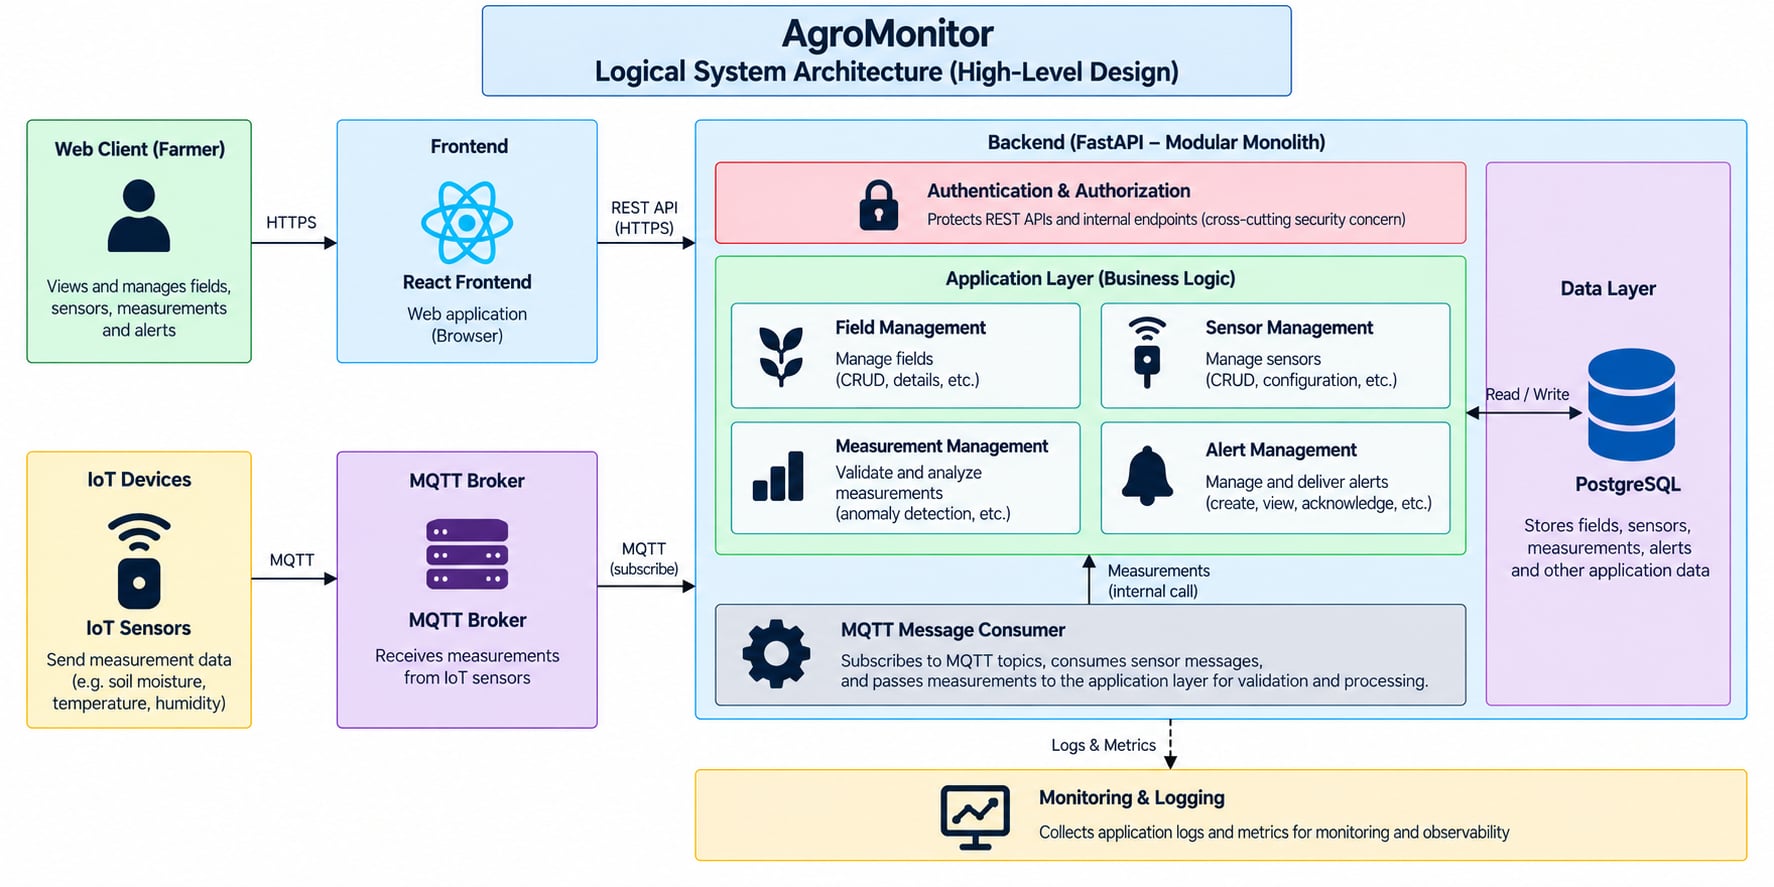 AgroMonitor
Logical System Architecture (High-Level Design)
Web Client (Farmer)
Views and manages fields,
sensors, measurements
and alerts
HTTPS
Frontend
React Frontend
Web application
(Browser)
REST API
(HTTPS)
Backend (FastAPI – Modular Monolith)
Authentication & Authorization
Protects REST APIs and internal endpoints (cross-cutting security concern)
Application Layer (Business Logic)
Field Management
Manage fields
(CRUD, details, etc.)
Sensor Management
Manage sensors
(CRUD, configuration, etc.)
Measurement Management
Validate and analyze
measurements
(anomaly detection, etc.)
Alert Management
Manage and deliver alerts
(create, view, acknowledge, etc.)
Read / Write
Data Layer
PostgreSQL
Stores fields, sensors,
measurements, alerts
and other application data
IoT Devices
IoT Sensors
Send measurement data
(e.g. soil moisture,
temperature, humidity)
MQTT
MQTT Broker
MQTT Broker
Receives measurements
from IoT sensors
MQTT
(subscribe)
Measurements
(internal call)
MQTT Message Consumer
Subscribes to MQTT topics, consumes sensor messages,
and passes measurements to the application layer for validation and processing.
Logs & Metrics
Monitoring & Logging
Collects application logs and metrics for monitoring and observability